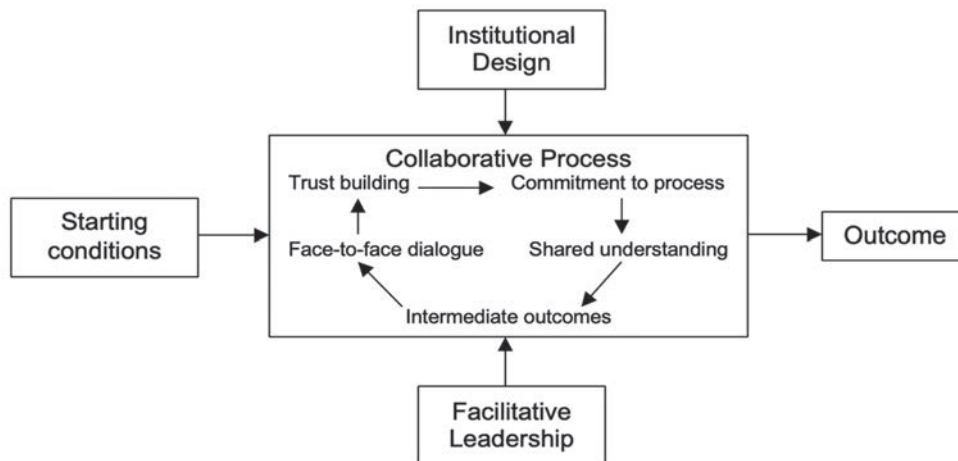 Institutional
Design
Collaborative Process
Trust building
Commitment to process
Starting
conditions
Face-to-face dialogue
Shared understanding
Outcome
Intermediate outcomes
Facilitative
Leadership